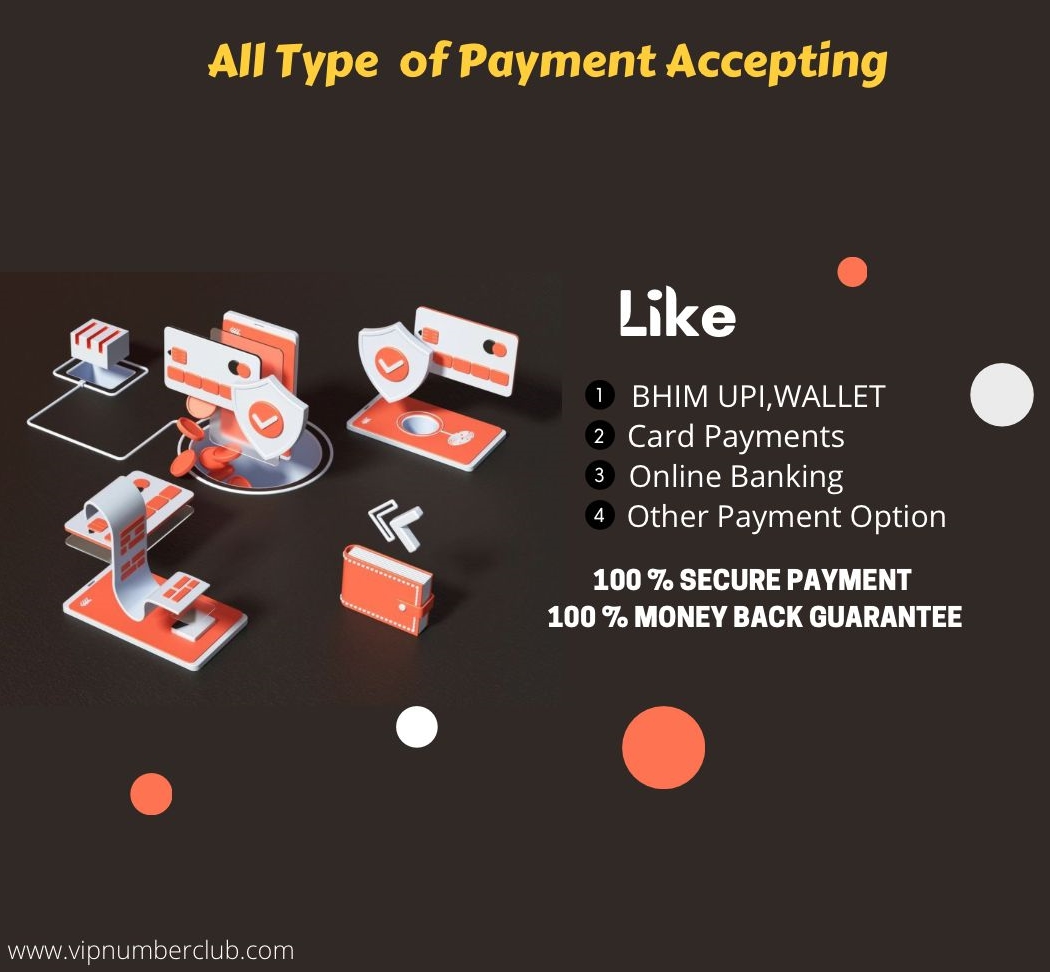 All Type of Payment Accepting
Like
1 BHIM UPI,WALLET
2 Card Payments
3 Online Banking
4 Other Payment Option
100 % SECURE PAYMENT
100 % MONEY BACK GUARANTEE
www.vipnumberclub.com